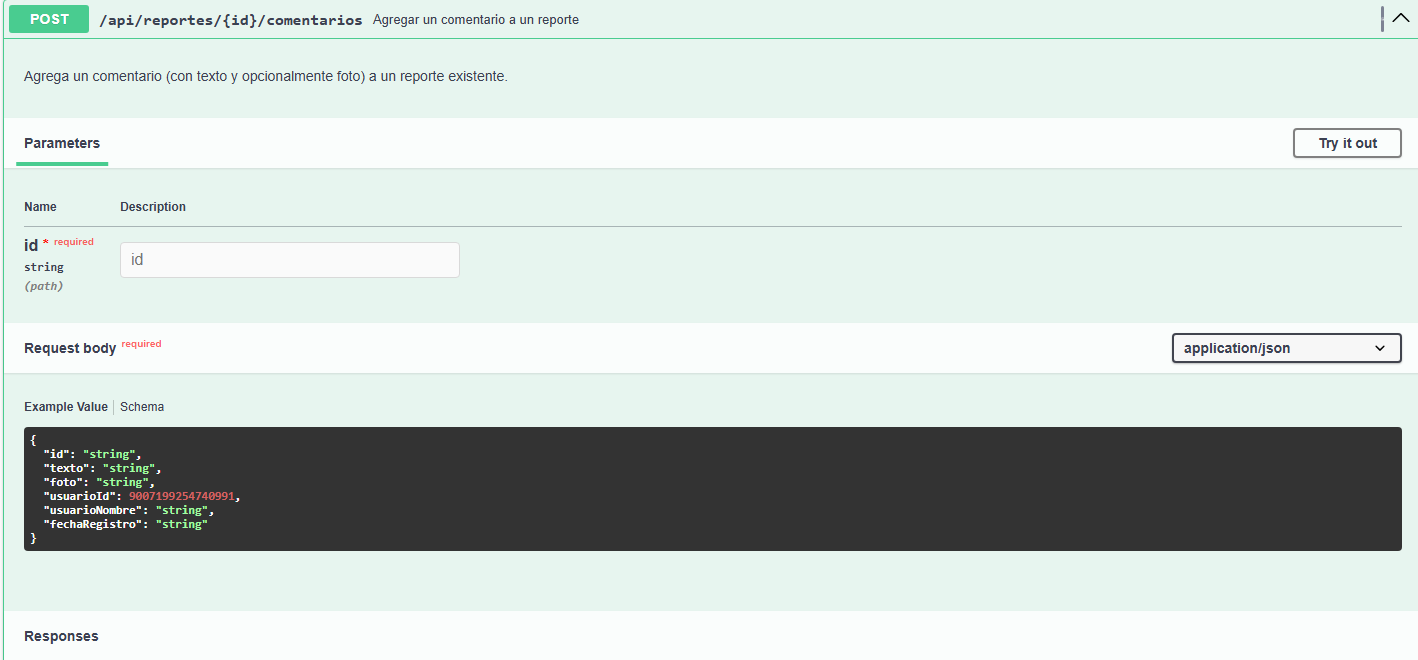 POST /api/reportes/{id}/comentarios Agregar un comentario a un reporte
Agrega un comentario (con texto y opcionalmente foto) a un reporte existente.
Parameters Try it out
Name Description
id * required
id
string
(path)
Request body required application/json
Example Value Schema
{
  "id": "string",
  "texto": "string",
  "foto": "string",
  "usuarioId": 9007199254740991,
  "usuarioNombre": "string",
  "fechaRegistro": "string"
}
Responses